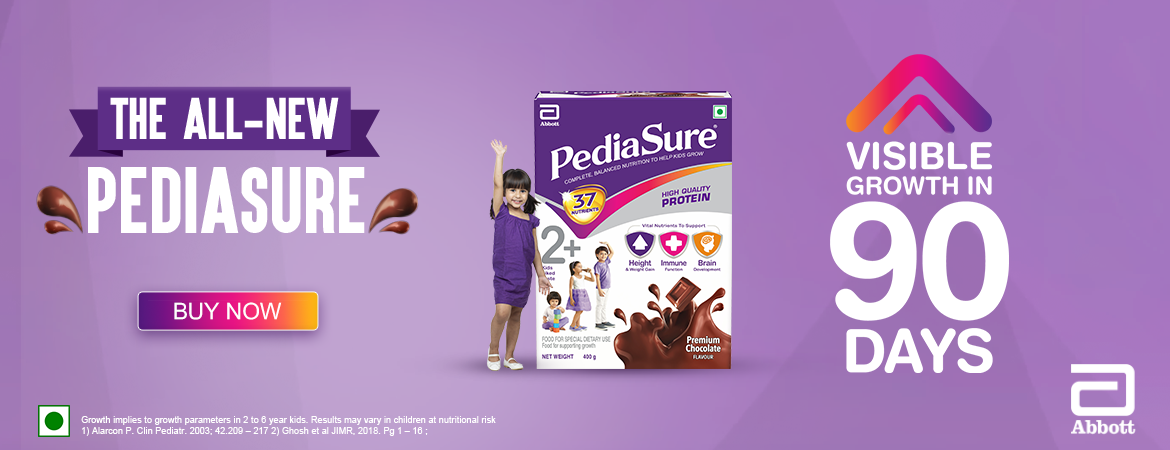 THE ALL-NEW
PEDIASURE
BUY NOW
Abbott
PediaSure®
COMPLETE, BALANCED NUTRITION TO HELP KIDS GROW
37
NUTRIENTS
HIGH QUALITY
PROTEIN
Vital Nutrients To Support
Height
& Weight Gain
Immune
Function
Brain
Development
2+
FOOD FOR SPECIAL DIETARY USE
Food for supporting growth
NET WEIGHT 400 g
Premium
Chocolate
FLAVOUR
VISIBLE
GROWTH IN
90
DAYS
Growth implies to growth parameters in 2 to 6 year kids. Results may vary in children at nutritional risk
1) Alarcon P. Clin Pediatr. 2003; 42.209 – 217 2) Ghosh et al JIMR, 2018. Pg 1 – 16 ;
Abbott